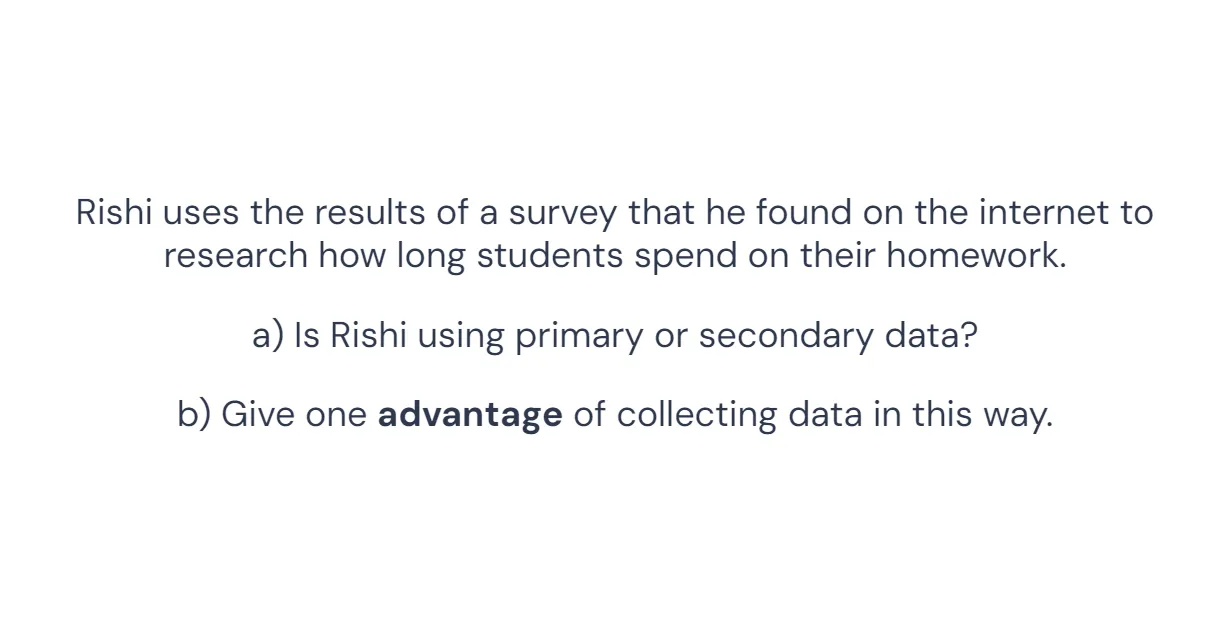 Rishi uses the results of a survey that he found on the internet to
research how long students spend on their homework.
a) Is Rishi using primary or secondary data?
b) Give one advantage of collecting data in this way.